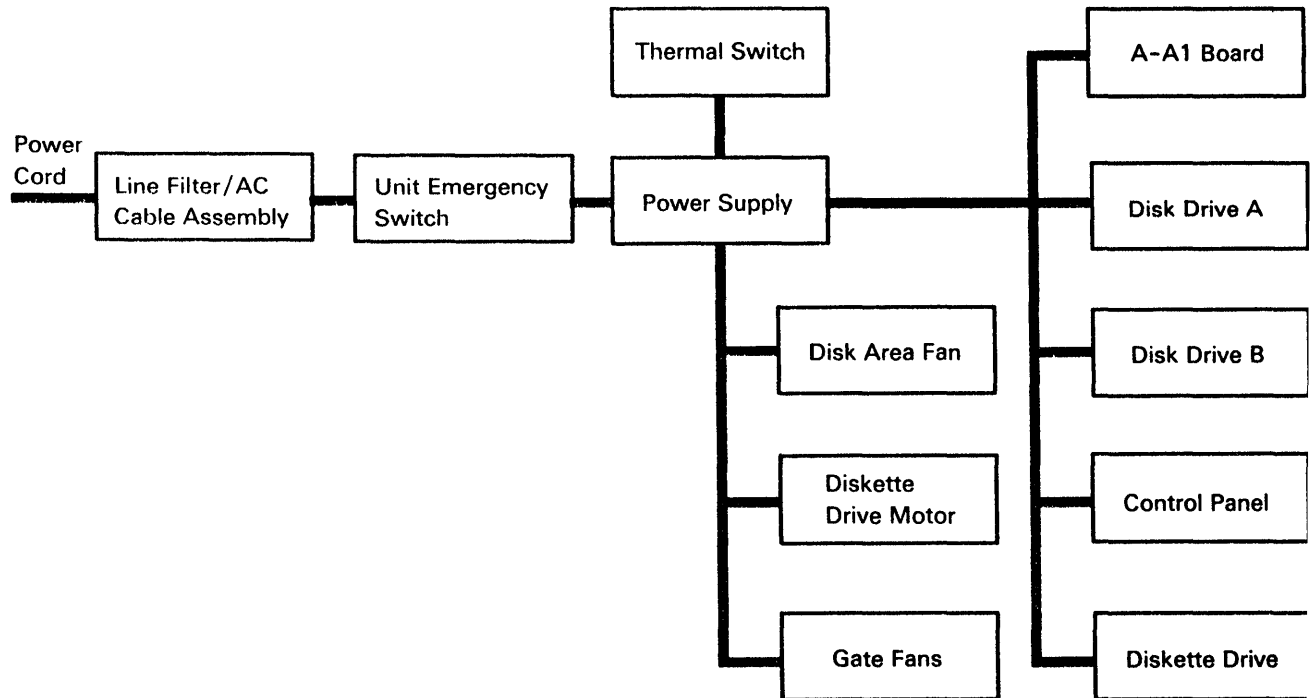 Thermal Switch
A-A1 Board
Power
Cord
Line Filter/AC
Cable Assembly
Unit Emergency
Switch
Power Supply
Disk Drive A
Disk Area Fan
Disk Drive B
Diskette
Drive Motor
Control Panel
Gate Fans
Diskette Drive